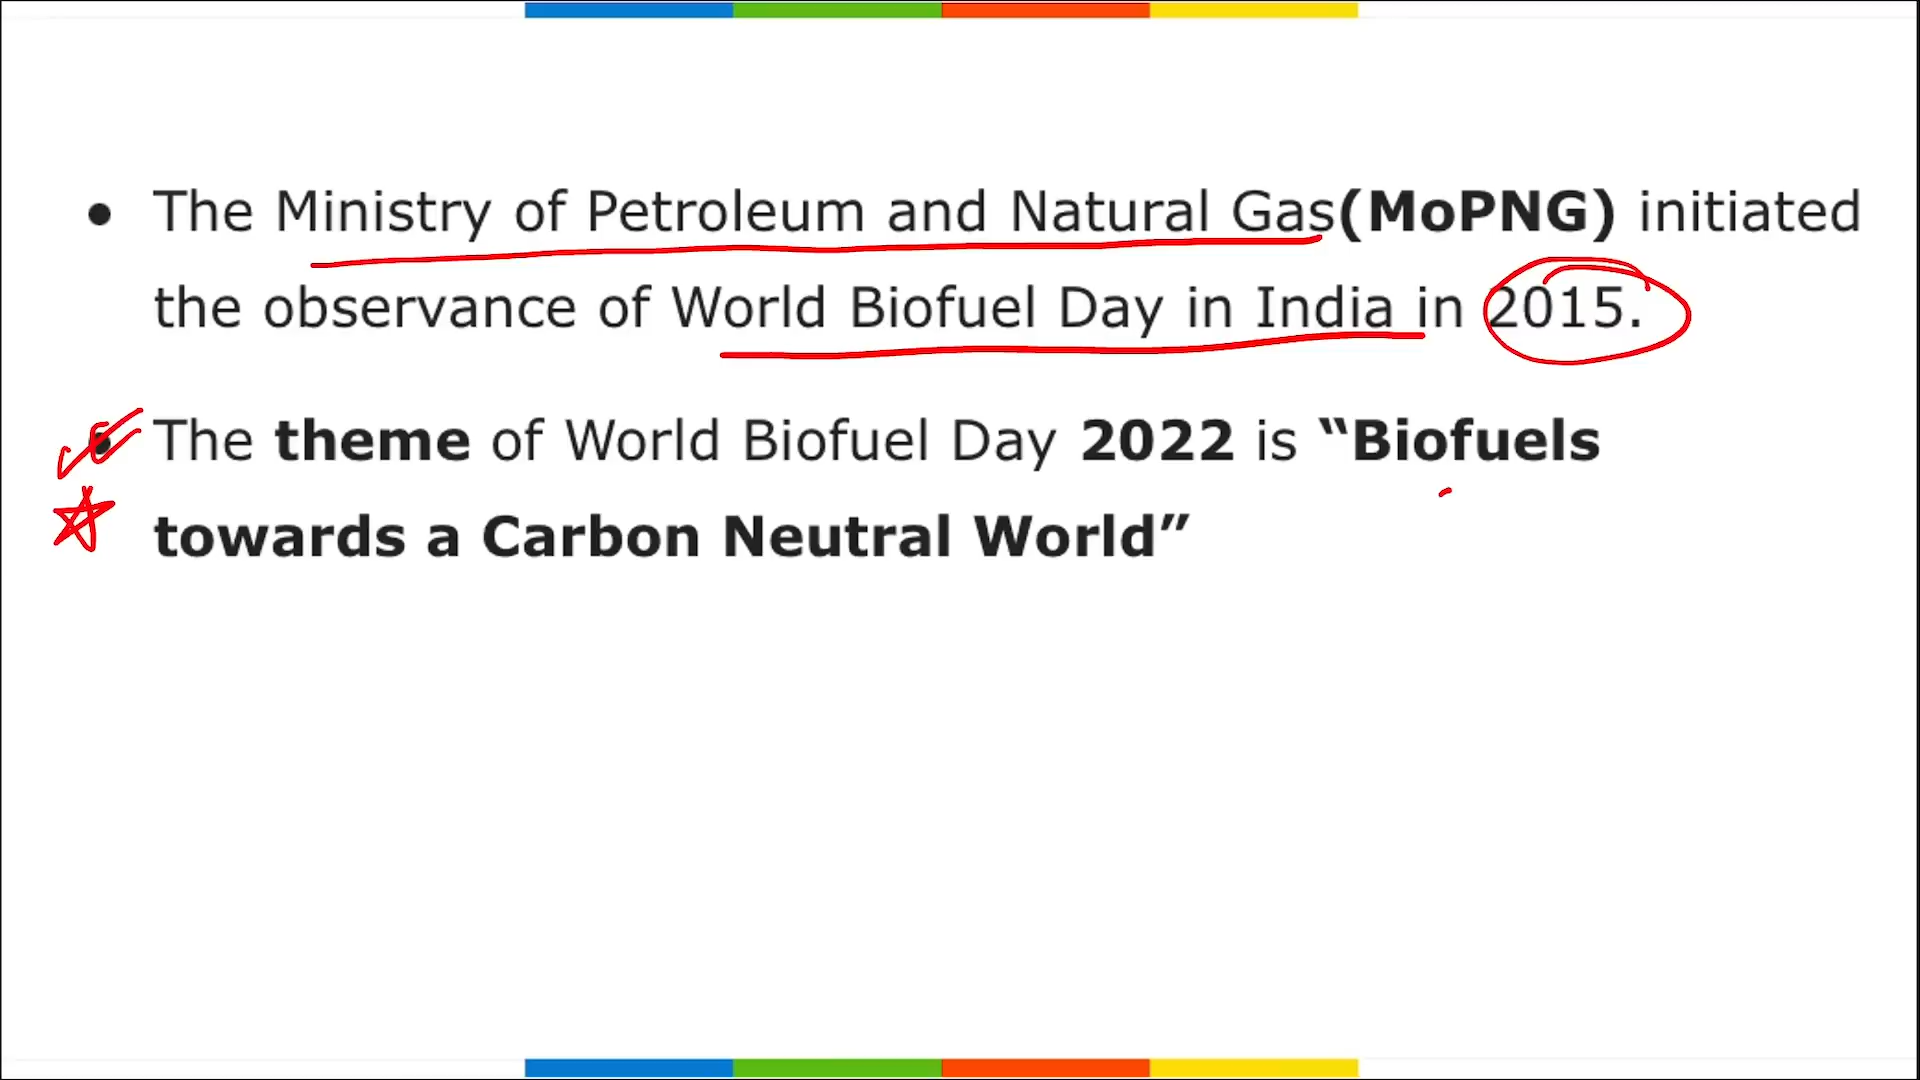 • The Ministry of Petroleum and Natural Gas(MoPNG) initiated
the observance of World Biofuel Day in India in 2015.
• The theme of World Biofuel Day 2022 is “Biofuels
towards a Carbon Neutral World”